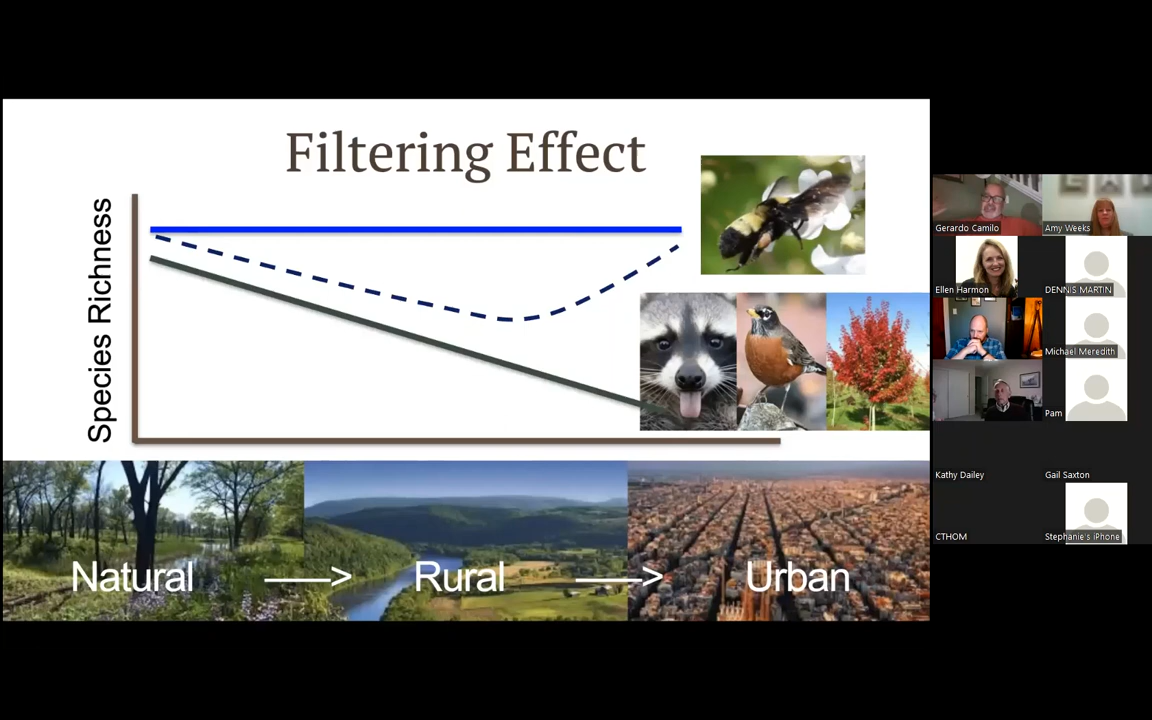 Filtering Effect
Species Richness
Natural —> Rural —> Urban
Gerardo Camilo
Amy Weeks
Ellen Harmon
DENNIS MARTIN
Michael Meredith
Pam
Kathy Dailey
Gail Saxton
CTHOM
Stephanie's iPhone